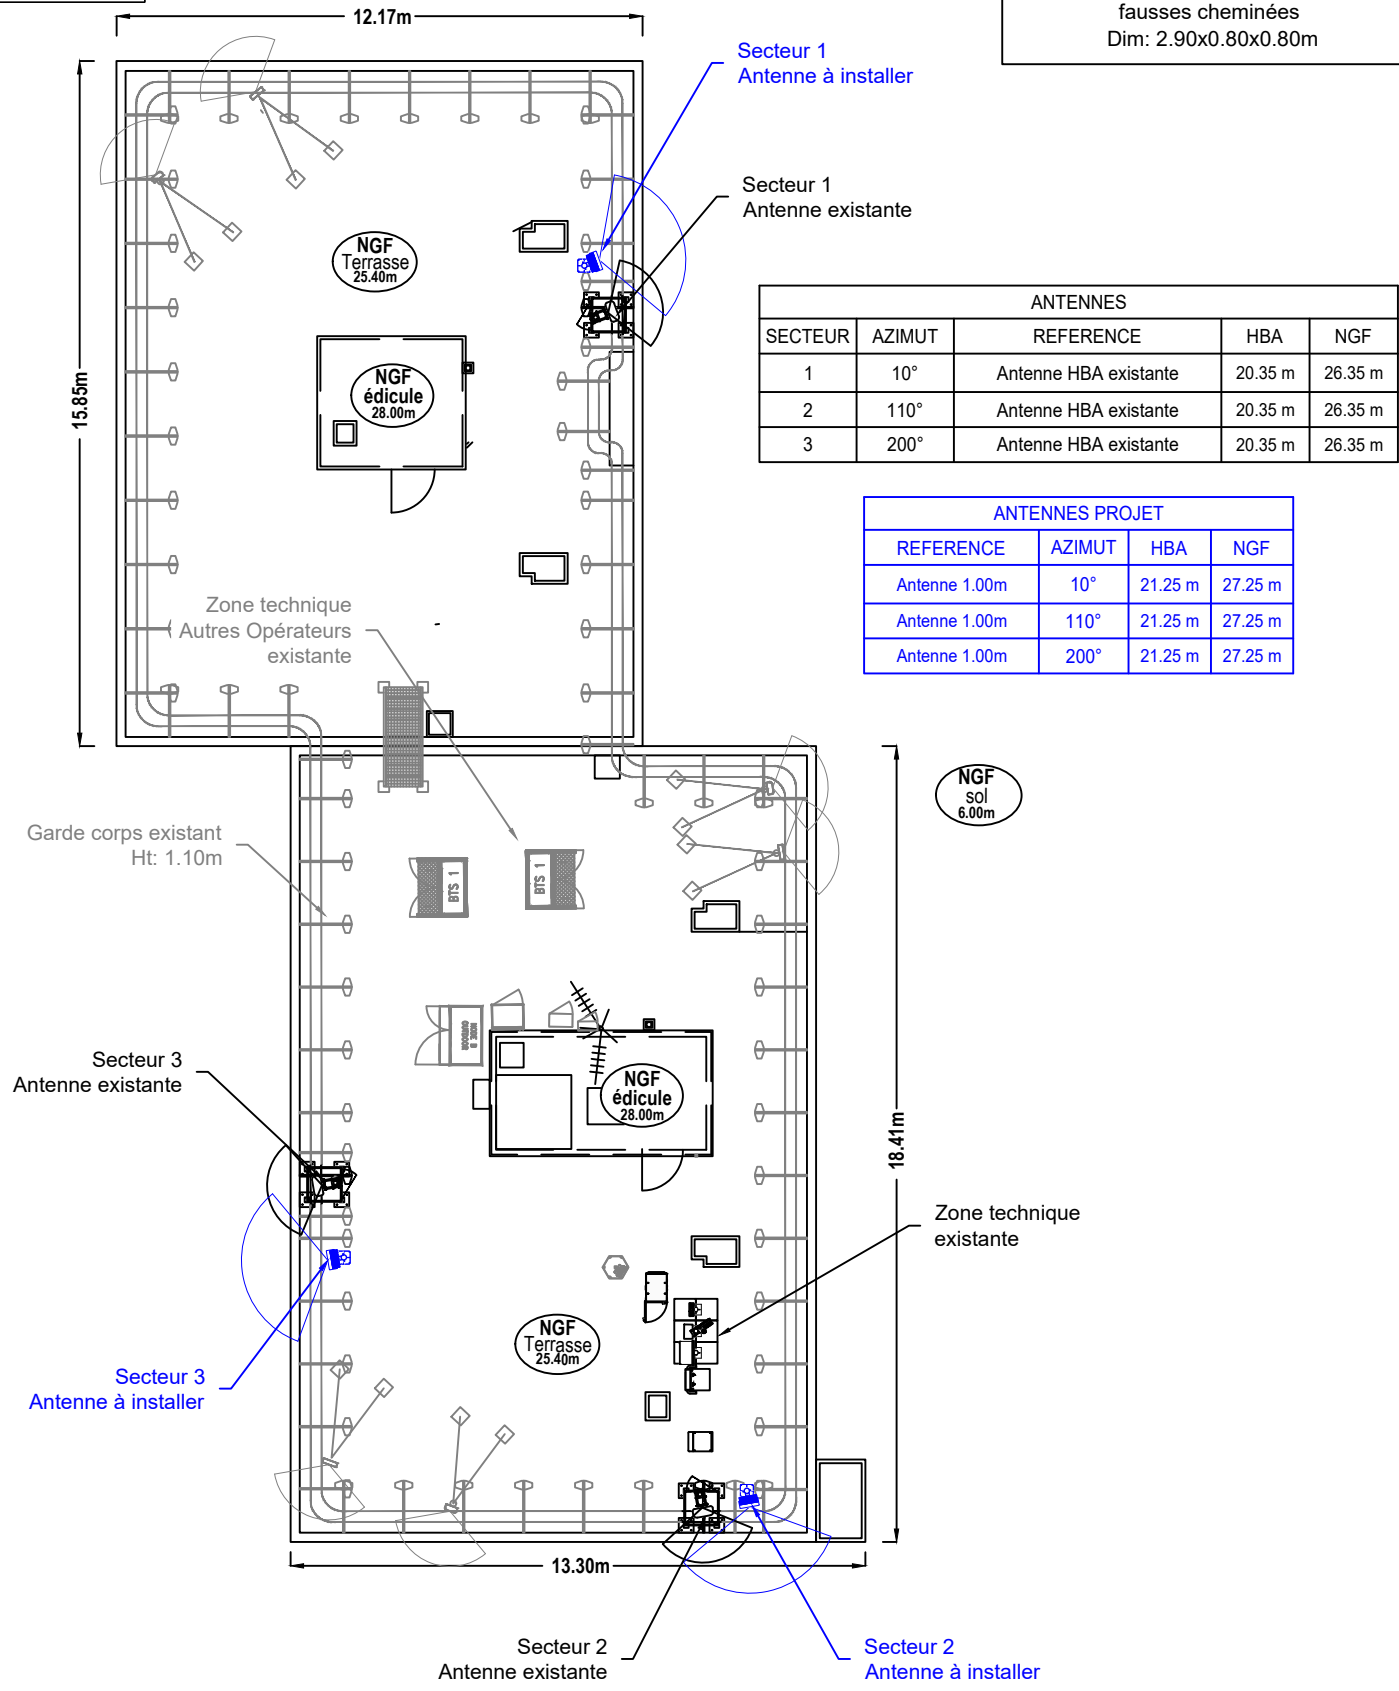 12.17m
fausses cheminées
Dim: 2.90x0.80x0.80m
Secteur 1
Antenne à installer
Secteur 1
Antenne existante
NGF
Terrasse
25.40m
15.85m
NGF
édicule
28.00m
ANTENNES
SECTEUR AZIMUT REFERENCE HBA NGF
1 10° Antenne HBA existante 20.35 m 26.35 m
2 110° Antenne HBA existante 20.35 m 26.35 m
3 200° Antenne HBA existante 20.35 m 26.35 m
ANTENNES PROJET
REFERENCE AZIMUT HBA NGF
Antenne 1.00m 10° 21.25 m 27.25 m
Antenne 1.00m 110° 21.25 m 27.25 m
Antenne 1.00m 200° 21.25 m 27.25 m
Zone technique
Autres Opérateurs
existante
NGF
sol
6.00m
Garde corps existant
Ht: 1.10m
BTS 1
BTS 1
Secteur 3
Antenne existante
NGF
édicule
28.00m
18.41m
Zone technique
existante
NGF
Terrasse
25.40m
Secteur 3
Antenne à installer
13.30m
Secteur 2
Antenne existante
Secteur 2
Antenne à installer